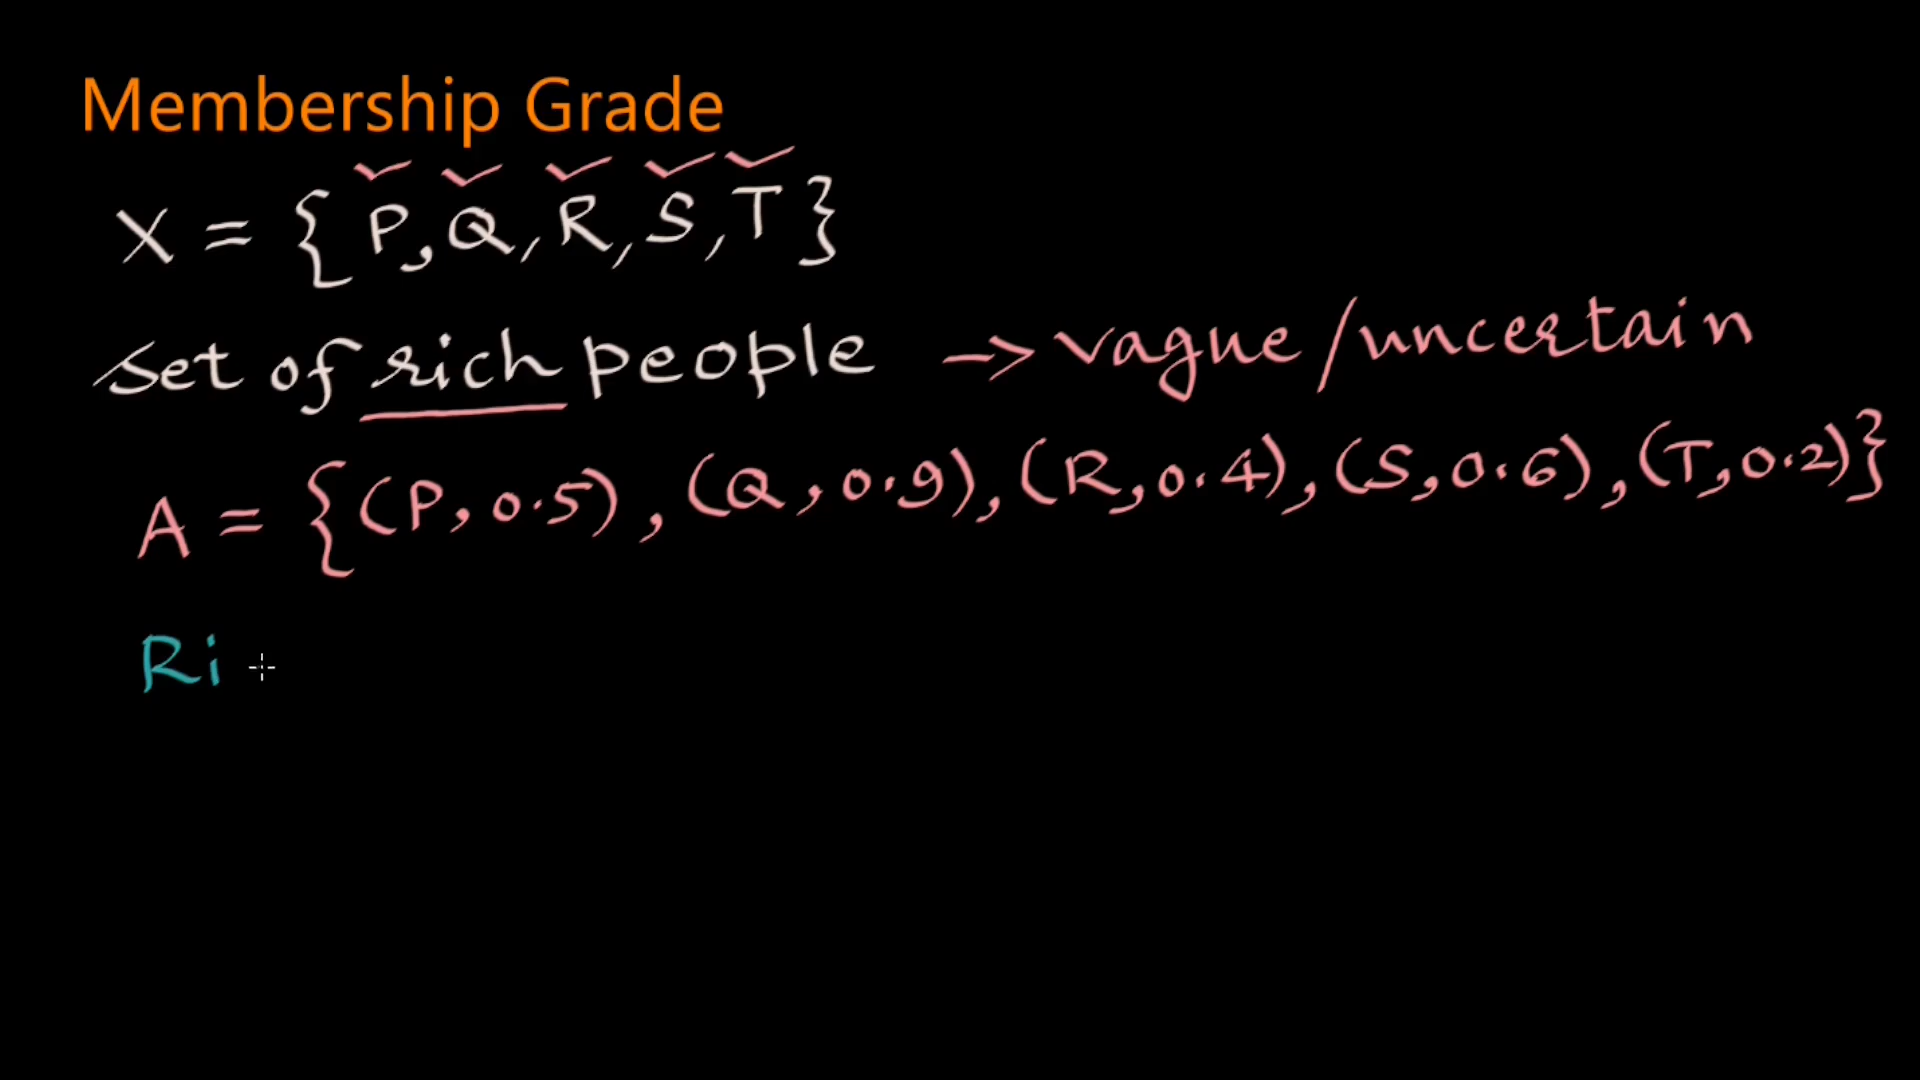 Membership Grade
X = { P, Q, R, S, T }
Set of rich people → vague/uncertain
A = {(P, 0.5), (Q, 0.9), (R, 0.4), (S, 0.6), (T, 0.2)}
Ri